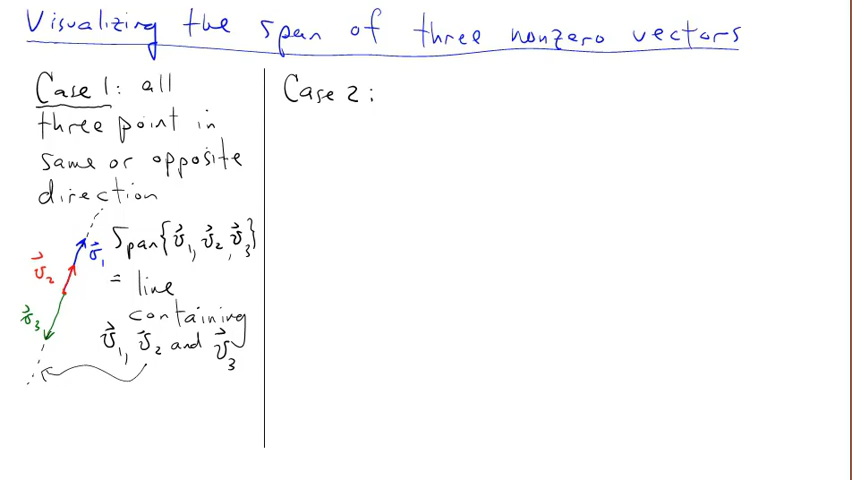 Visualizing the span of three nonzero vectors
Case 1: all
three point in
same or opposite
direction
Span{v⃗₁, v⃗₂, v⃗₃}
= line
containing
v⃗₁, v⃗₂ and v⃗₃
v⃗₁
v⃗₂
v⃗₃
Case 2: